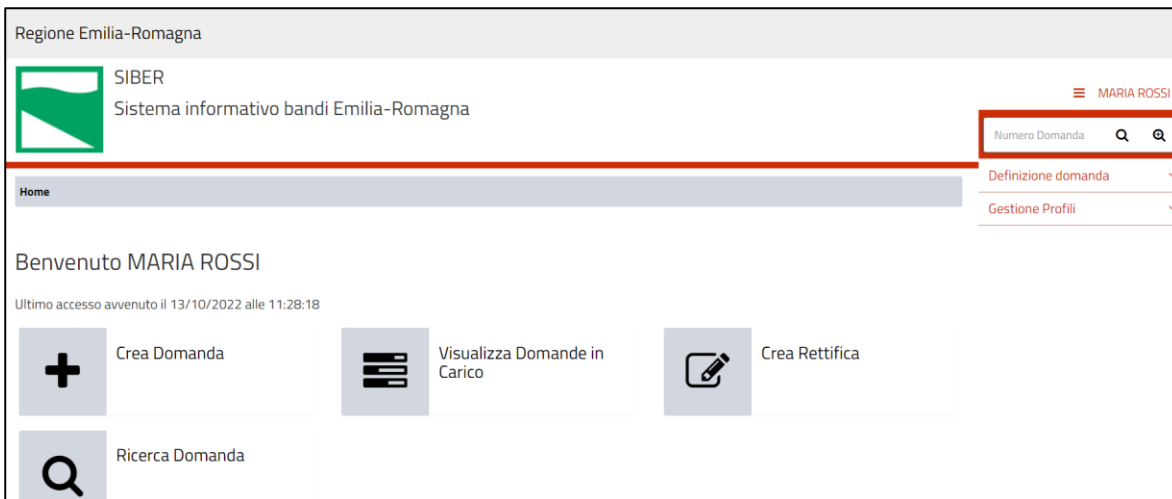 Regione Emilia-Romagna
SIBER
Sistema informativo bandi Emilia-Romagna
MARIA ROSSI
Numero Domanda
Definizione domanda
Gestione Profili
Home
Benvenuto MARIA ROSSI
Ultimo accesso avvenuto il 13/10/2022 alle 11:28:18
Crea Domanda
Visualizza Domande in
Carico
Crea Rettifica
Ricerca Domanda